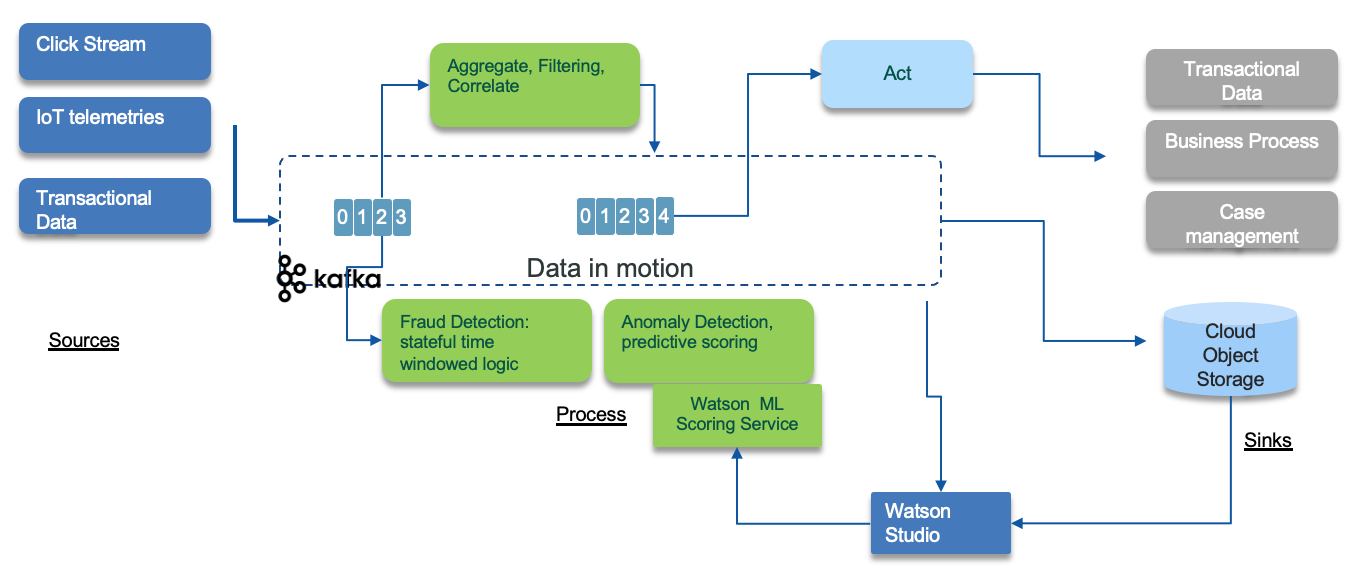 Click Stream
IoT telemetries
Transactional
Data
Aggregate, Filtering,
Correlate
Act
Transactional
Data
Business Process
Case
management
0 1 2 3
0 1 2 3 4
Data in motion
kafka
Sources
Fraud Detection:
stateful time
windowed logic
Anomaly Detection,
predictive scoring
Process
Watson ML
Scoring Service
Cloud
Object
Storage
Sinks
Watson
Studio